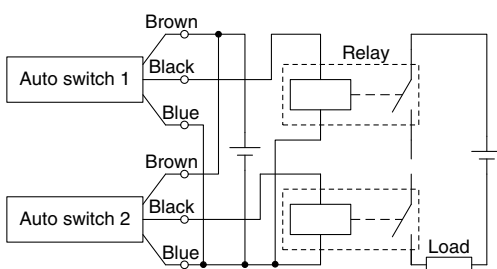 Brown
Auto switch 1
Black
Blue
Relay
Brown
Auto switch 2
Black
Blue
Load